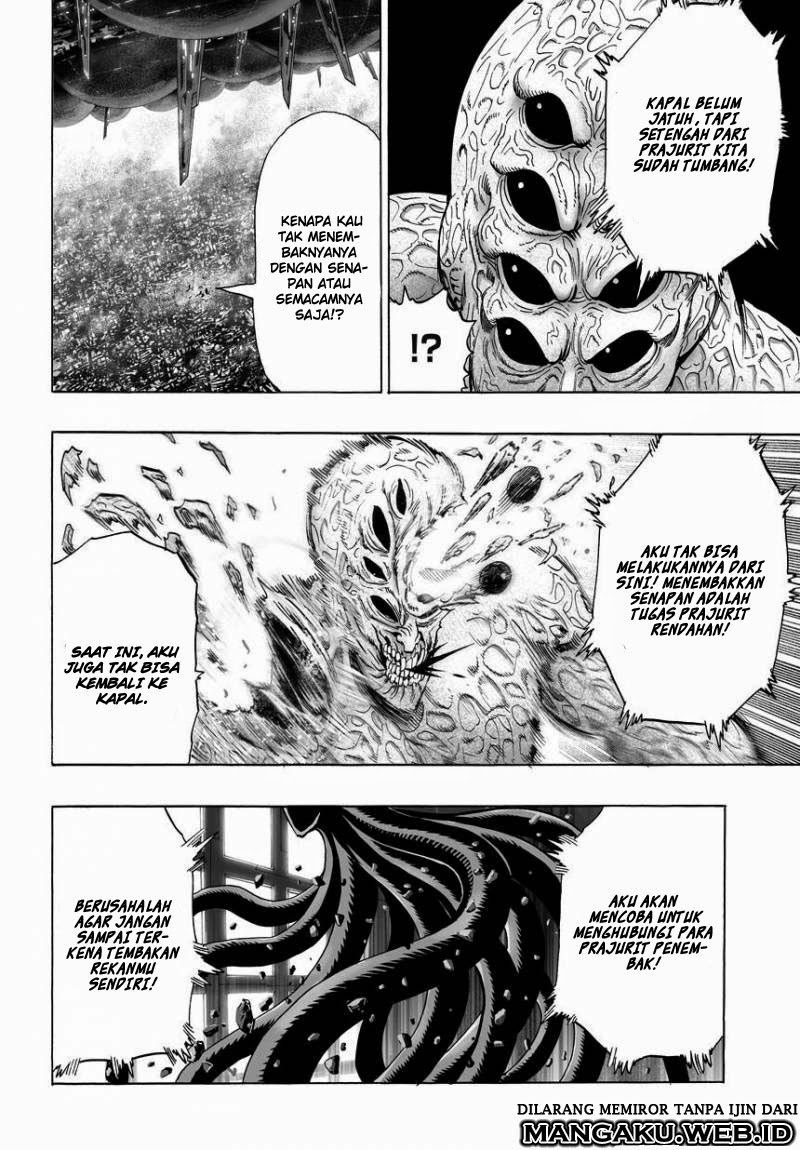 KAPAL BELUM
JATUH, TAPI
SETENGAH DARI
PRAJURIT KITA
SUDAH TUMBANG!
!?
KENAPA KAU
TAK MENEM-
BAKNYANYA
DENGAN SENA-
PAN ATAU
SEMACAMNYA
SAJA!?
AKU TAK BISA
MELAKUKANNYA DARI
SINI! MENEMBAKKAN
SENAPAN ADALAH
TUGAS PRAJURIT
RENDAHAN!
SAAT INI, AKU
JUGA TAK BISA
KEMBALI KE
KAPAL.
AKU AKAN
MENCOBA UNTUK
MENGHUBUNGI PARA
PRAJURIT PENEM-
BAK!
BERUSAHALAH
AGAR JANGAN
SAMPAI TER-
KENA TEMBAKAN
REKANMU
SENDIRI!
DILARANG MEMIROR TANPA IJIN DARI
MANGAKU.WEB.ID